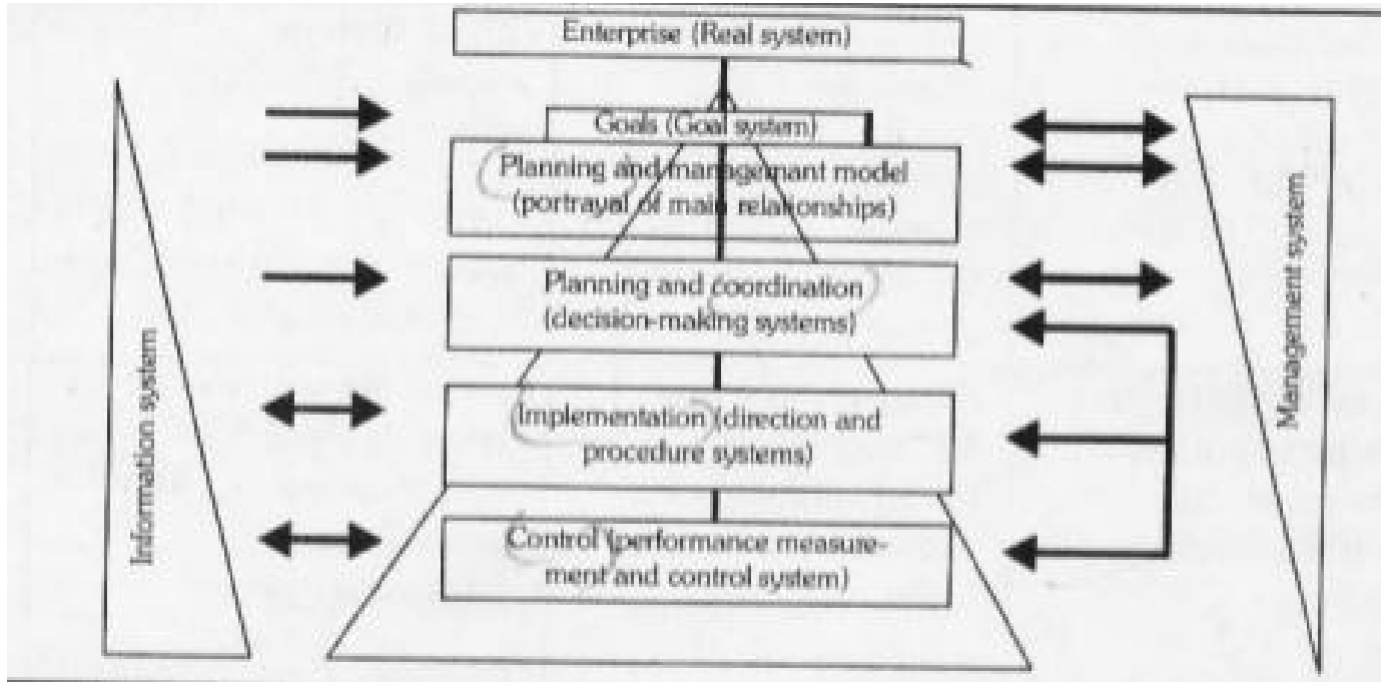 Enterprise (Real system)
Goals (Goal system)
Planning and managemant model
(portrayal of main relationships)
Planning and coordination
(decision-making systems)
Implementation (direction and
procedure systems)
Control (performance measure-
ment and control system)
Information system
Management system